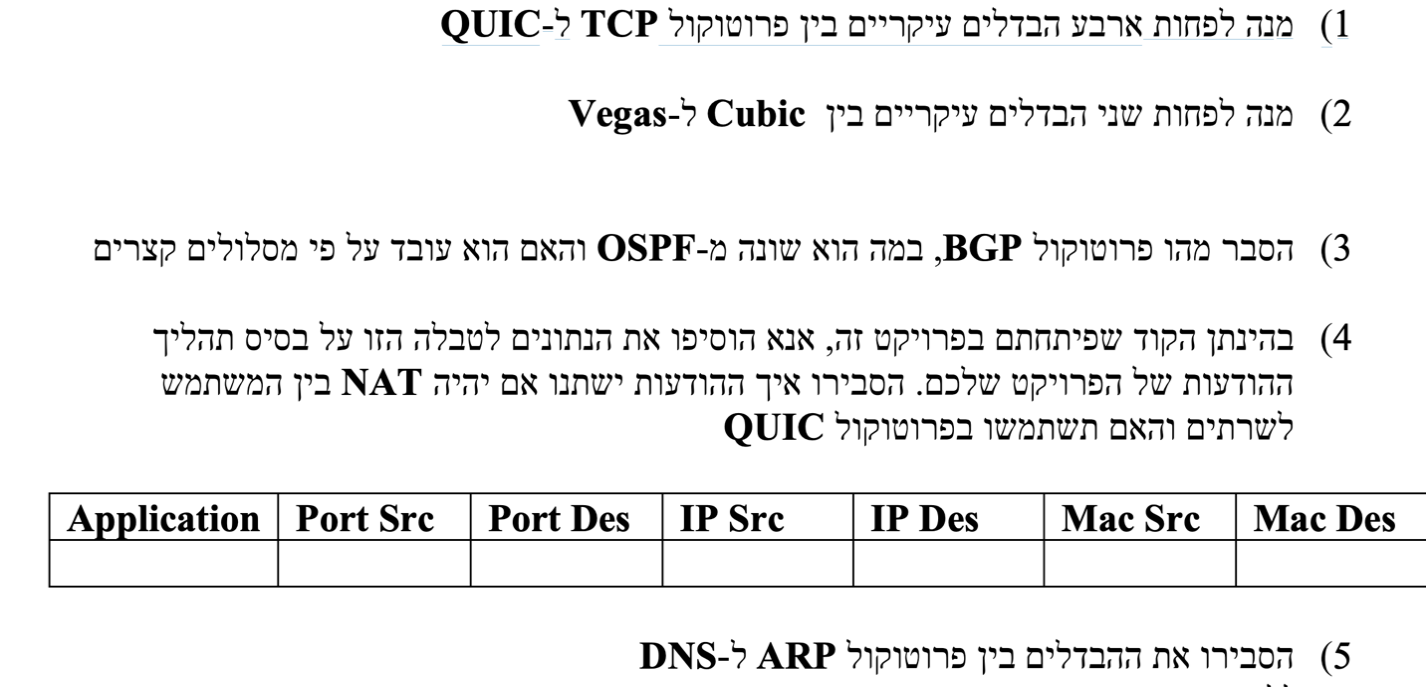 1) מנה לפחות ארבע הבדלים עיקריים בין פרוטוקול TCP ל-QUIC
2) מנה לפחות שני הבדלים עיקריים בין Cubic ל-Vegas
3) הסבר מהו פרוטוקול BGP, במה הוא שונה מ-OSPF והאם הוא עובד על פי מסלולים קצרים
4) בהינתן הקוד שפיתחתם בפרויקט זה, אנא הוסיפו את הנתונים לטבלה הזו על בסיס תהליך
ההודעות של הפרויקט שלכם. הסבירו איך ההודעות ישתנו אם יהיה NAT בין המשתמש
לשרתים והאם תשתמשו בפרוטוקול QUIC
Application Port Src Port Des IP Src IP Des Mac Src Mac Des
5) הסבירו את ההבדלים בין פרוטוקול ARP ל-DNS